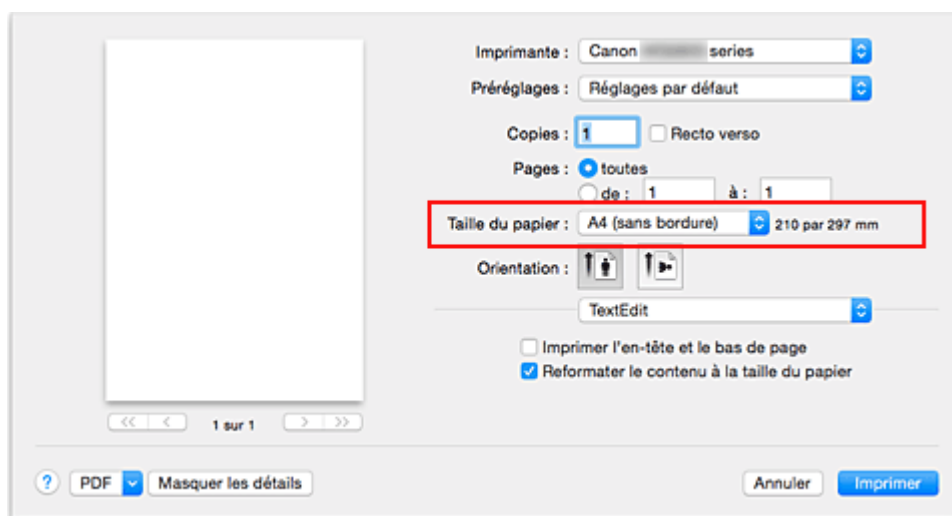 Imprimante : Canon series
Préréglages : Réglages par défaut
Copies : 1 Recto verso
Pages : toutes
de : 1 à : 1
Taille du papier : A4 (sans bordure) 210 par 297 mm
Orientation :
TextEdit
Imprimer l'en-tête et le bas de page
Reformater le contenu à la taille du papier
<< < 1 sur 1 > >>
? PDF Masquer les détails Annuler Imprimer